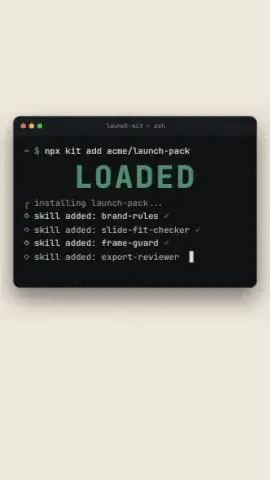 launch-kit — zsh
~ $ npx kit add acme/launch-pack
LOADED
┌ installing launch-pack...
◇ skill added: brand-rules ✓
◇ skill added: slide-fit-checker ✓
◇ skill added: frame-guard ✓
◇ skill added: export-reviewer